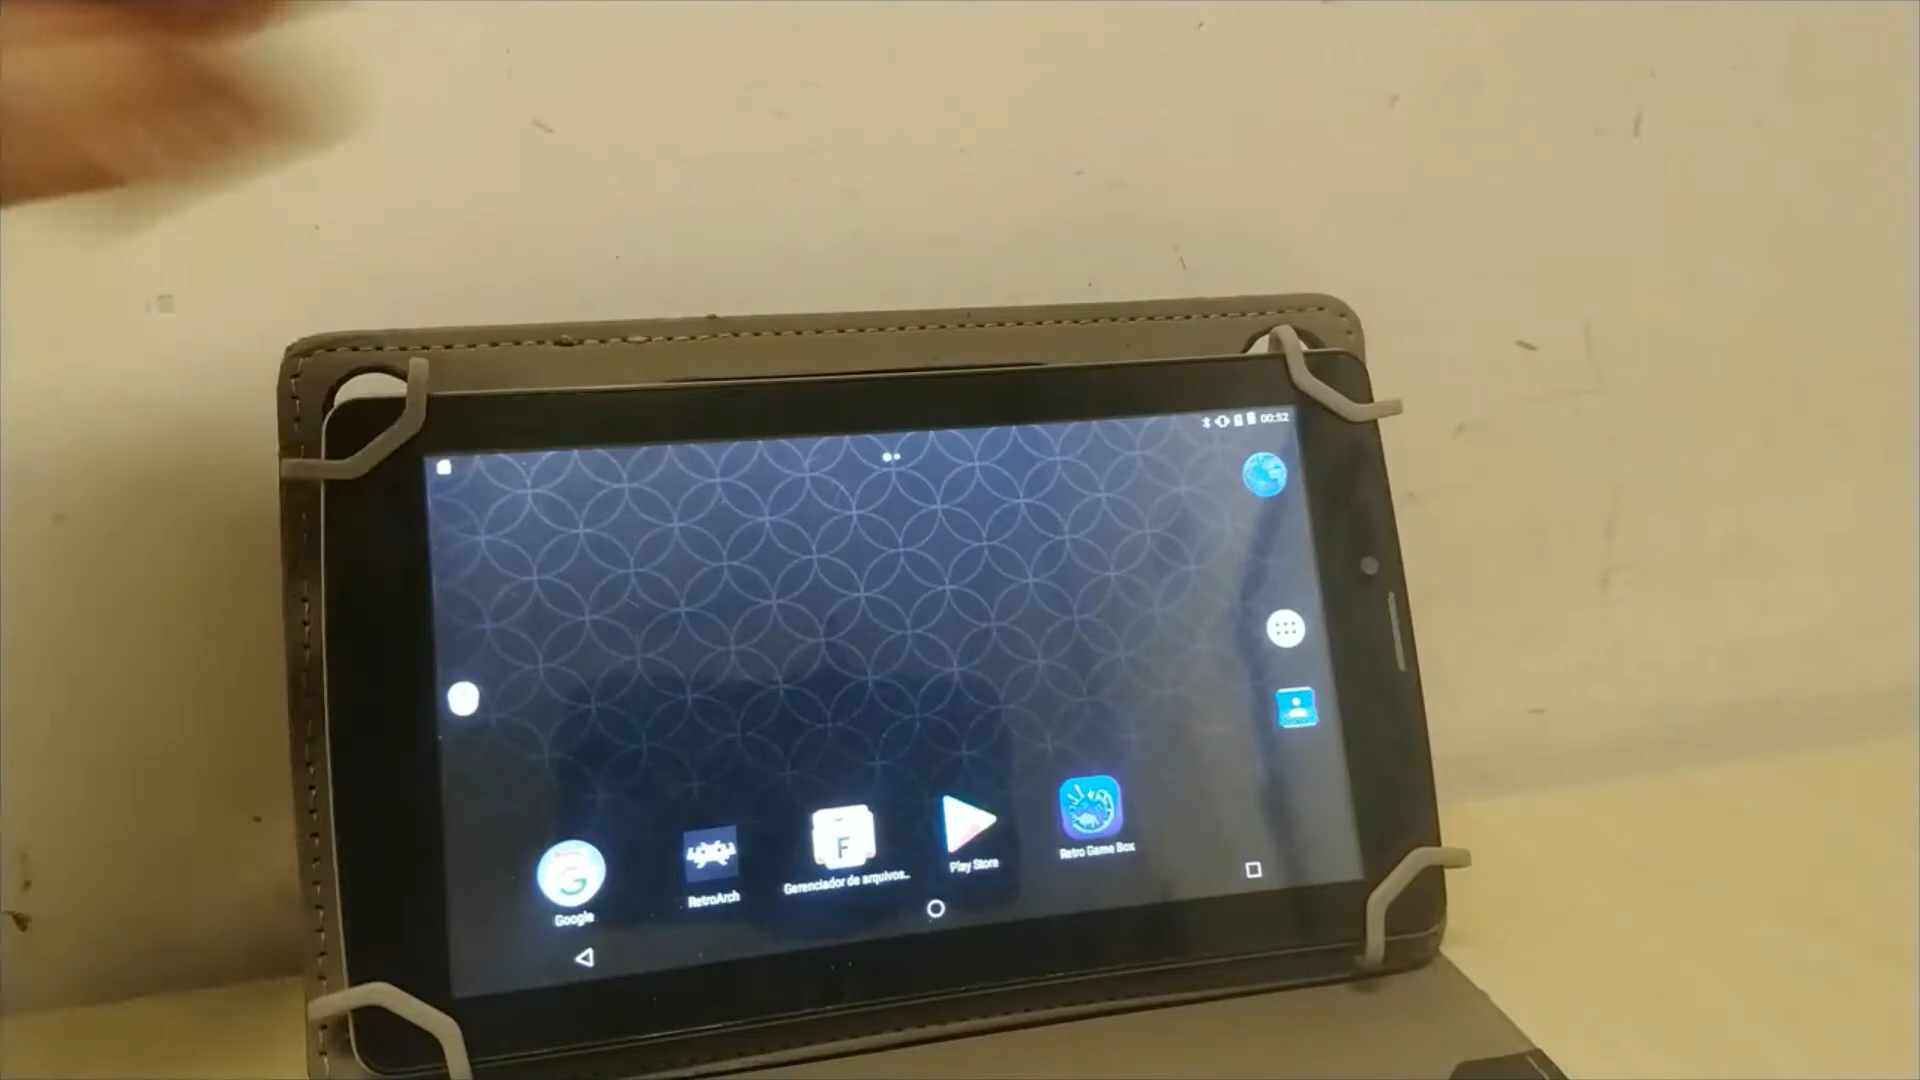 00:52
Google
RetroArch
F
Gerenciador de arquivos..
Play Store
Retro Game Box